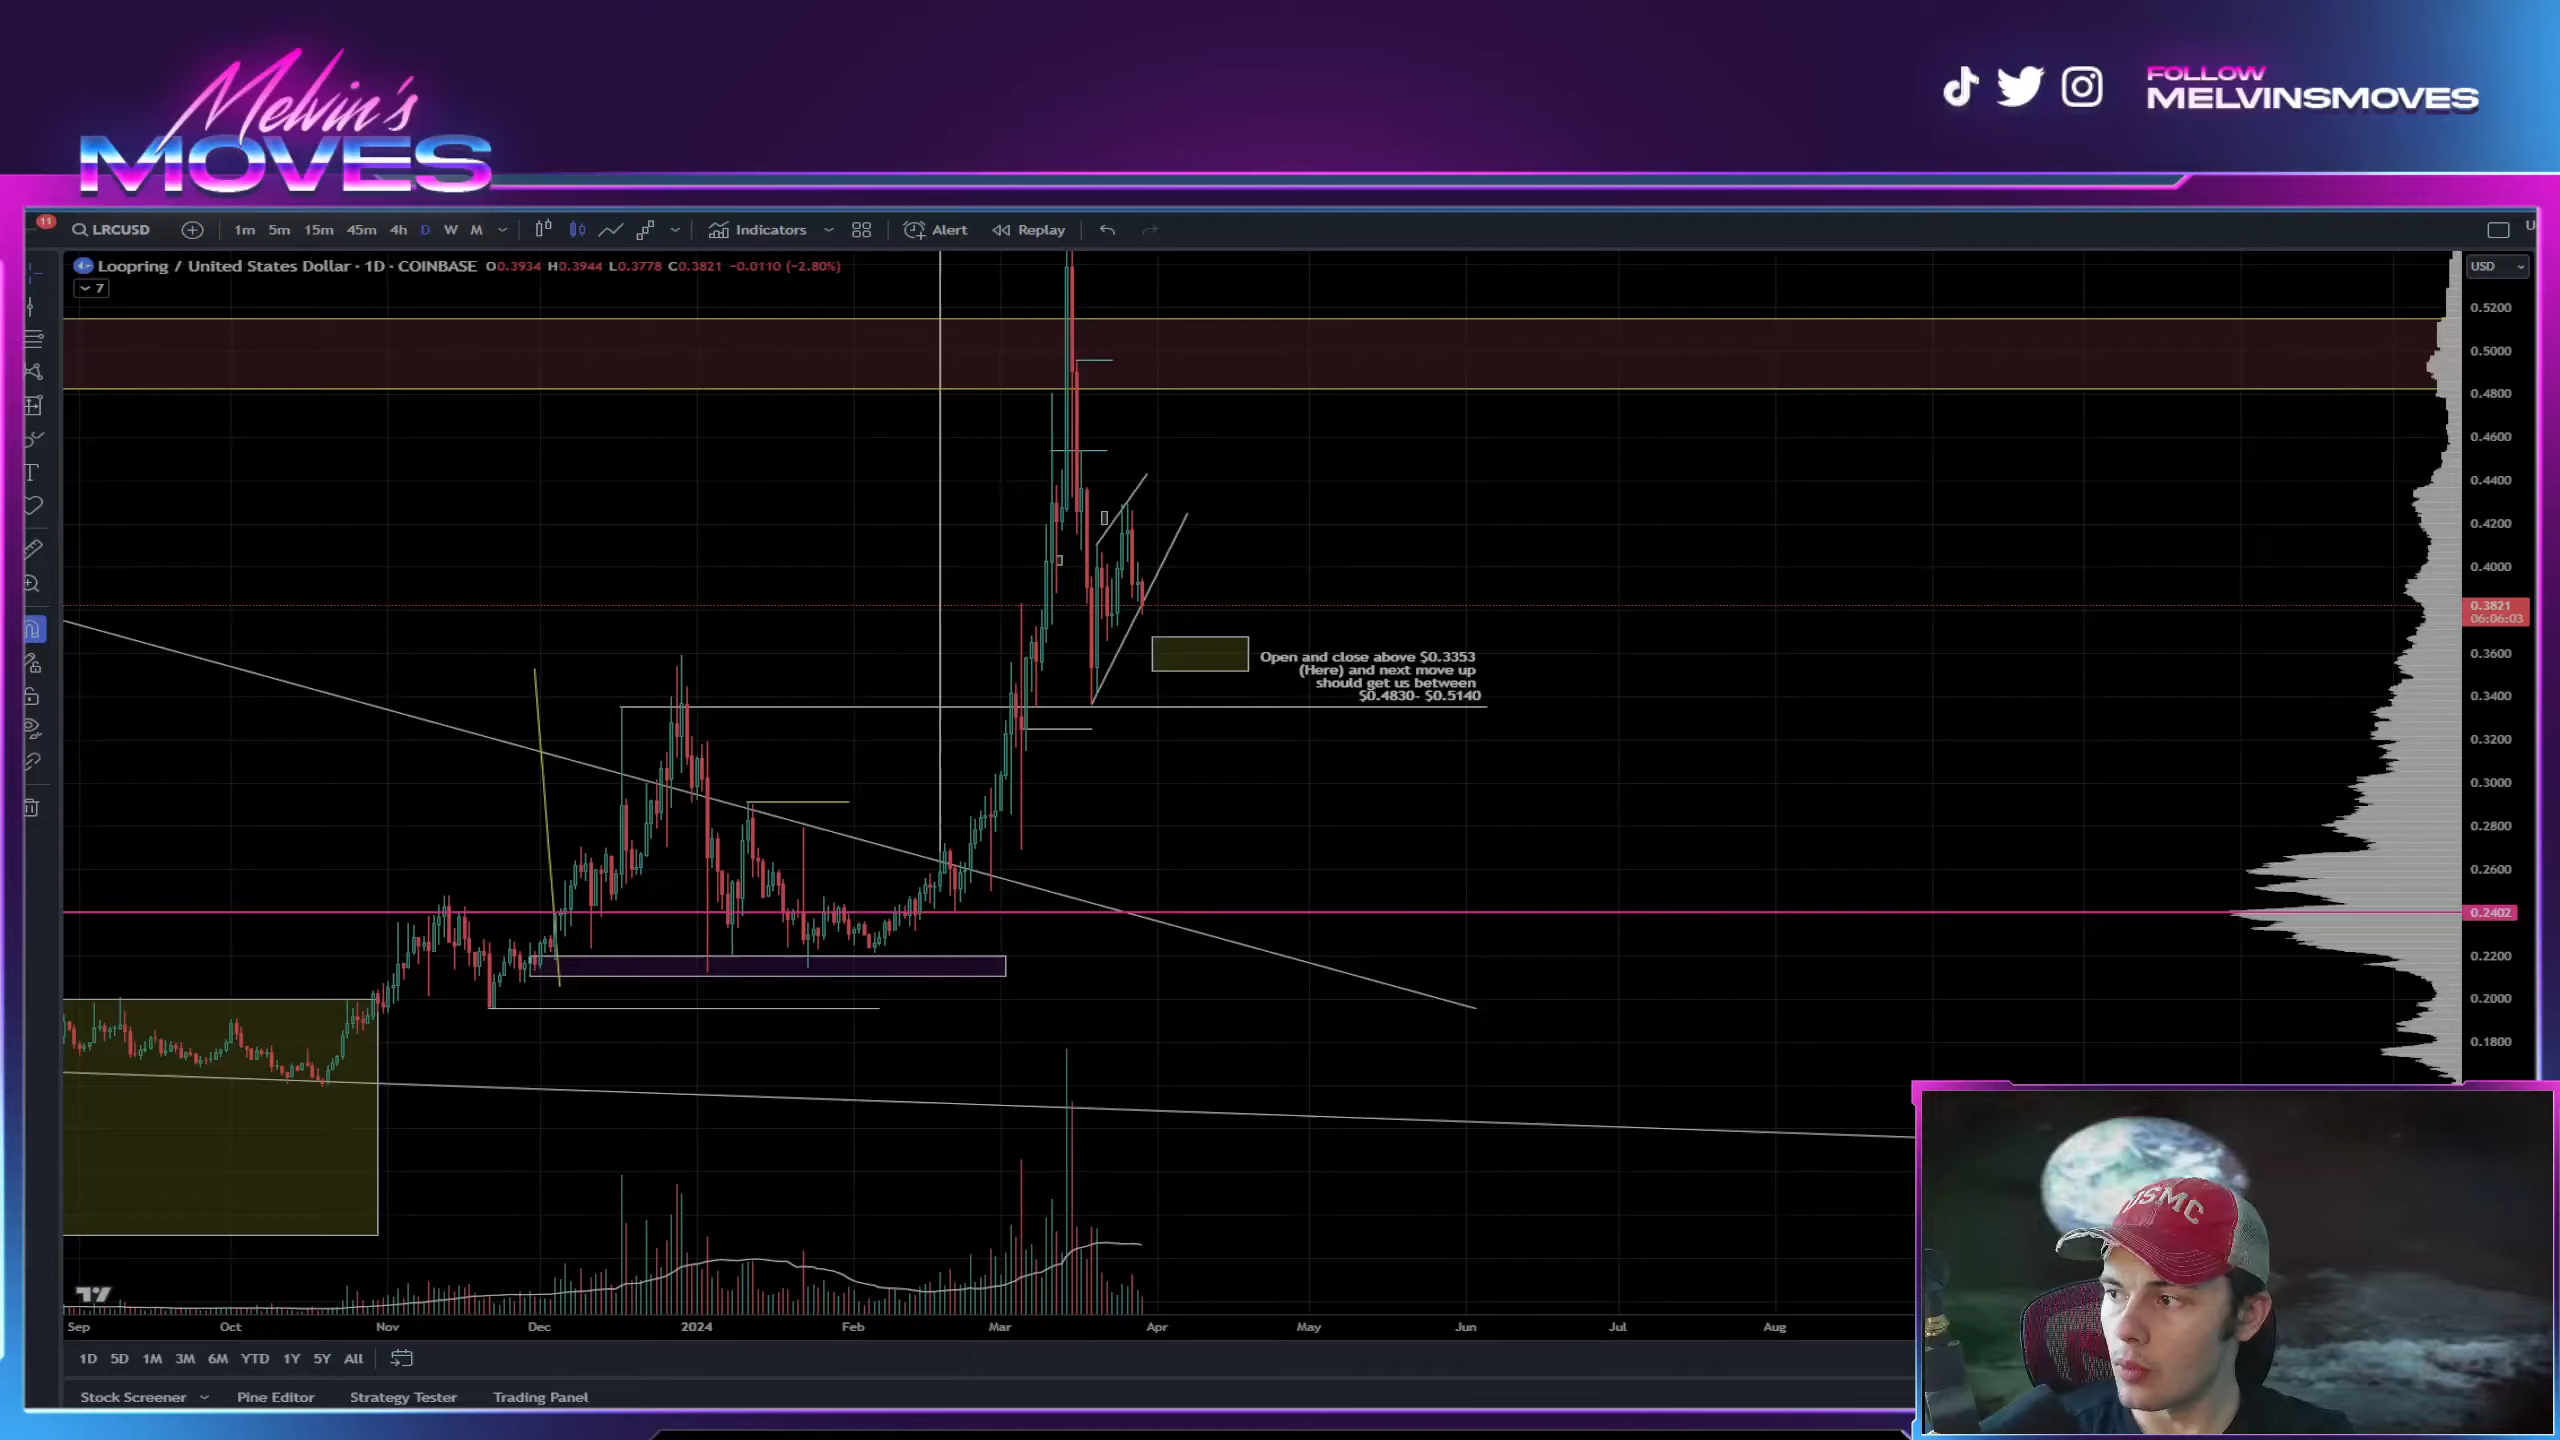 Melvin's
MOVES
FOLLOW
MELVINSMOVES
11
LRCUSD
1m 5m 15m 45m 4h D W M
Indicators
Alert
Replay
U
Loopring / United States Dollar · 1D · COINBASE O0.3934 H0.3944 L0.3778 C0.3821 -0.0110 (-2.80%)
7
USD
0.5200
0.5000
0.4800
0.4600
0.4400
0.4200
0.4000
0.3821
06:06:03
0.3600
0.3400
0.3200
0.3000
0.2800
0.2600
0.2402
0.2200
0.2000
0.1800
Open and close above $0.3353
(Here) and next move up
should get us between
$0.4830- $0.5140
Sep Oct Nov Dec 2024 Feb Mar Apr May Jun Jul Aug
1D 5D 1M 3M 6M YTD 1Y 5Y All
Stock Screener Pine Editor Strategy Tester Trading Panel